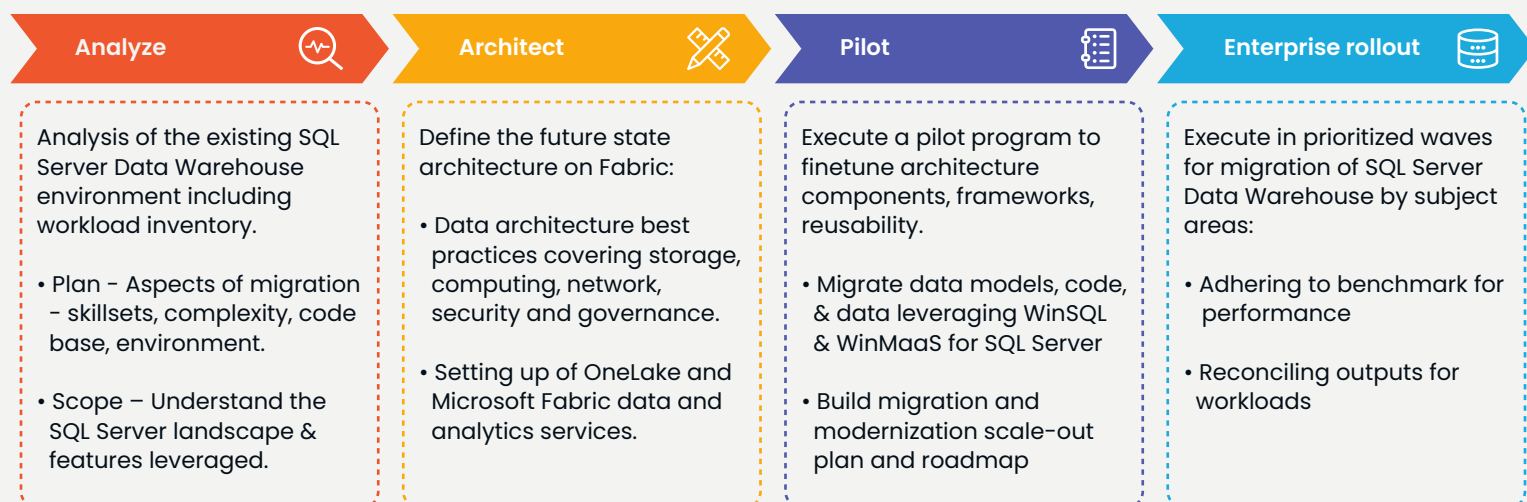 Analyze
Architect
Pilot
Enterprise rollout
Analysis of the existing SQL
Server Data Warehouse
environment including
workload inventory.
• Plan - Aspects of migration
- skillsets, complexity, code
base, environment.
• Scope – Understand the
SQL Server landscape &
features leveraged.
Define the future state
architecture on Fabric:
• Data architecture best
practices covering storage,
computing, network,
security and governance.
• Setting up of OneLake and
Microsoft Fabric data and
analytics services.
Execute a pilot program to
finetune architecture
components, frameworks,
reusability.
• Migrate data models, code,
& data leveraging WinSQL
& WinMaaS for SQL Server
• Build migration and
modernization scale-out
plan and roadmap
Execute in prioritized waves
for migration of SQL Server
Data Warehouse by subject
areas:
• Adhering to benchmark for
performance
• Reconciling outputs for
workloads